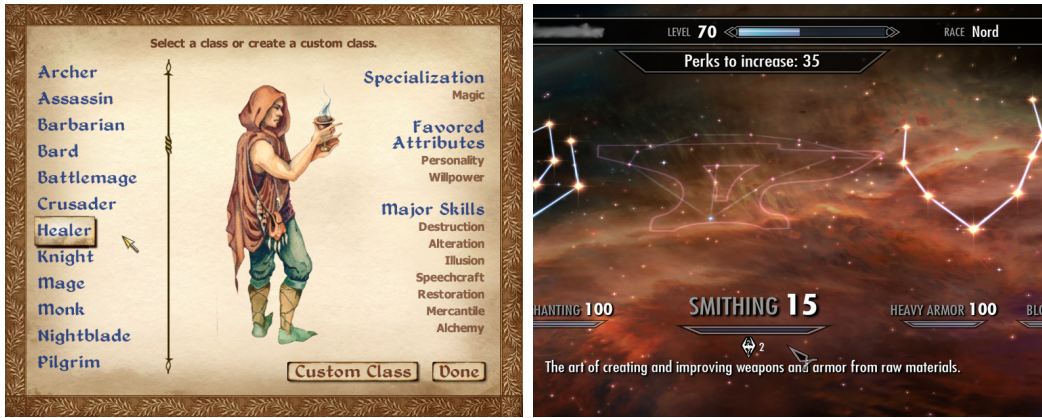 Select a class or create a custom class.
Archer
Assassin
Barbarian
Bard
Battlemage
Crusader
Healer
Knight
Mage
Monk
Nightblade
Pilgrim
Specialization
Magic
Favored
Attributes
Personality
Willpower
Major Skills
Destruction
Alteration
Illusion
Speechcraft
Restoration
Mercantile
Alchemy
Custom Class
Done
LEVEL 70
RACE Nord
Perks to increase: 35
HANTING 100
SMITHING 15
HEAVY ARMOR 100
BLO
2
The art of creating and improving weapons and armor from raw materials.